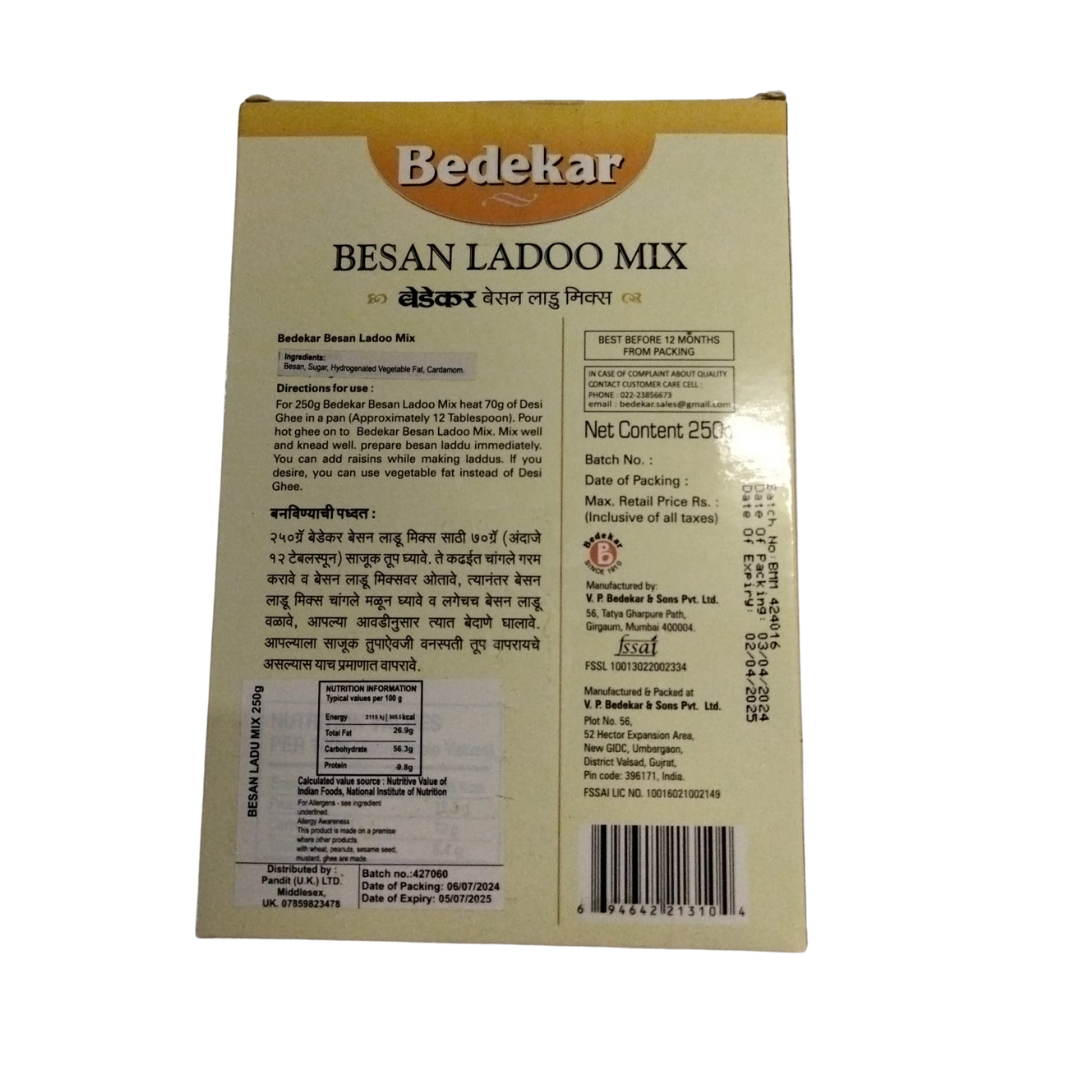 Bedekar
BESAN LADOO MIX
बेडेकर बेसन लाडु मिक्स
Bedekar Besan Ladoo Mix
Ingredients:
Besan, Sugar, Hydrogenated Vegetable Fat, Cardamom.
Directions for use :
For 250g Bedekar Besan Ladoo Mix heat 70g of Desi
Ghee in a pan (Approximately 12 Tablespoon). Pour
hot ghee on to Bedekar Besan Ladoo Mix. Mix well
and knead well. prepare besan laddu immediately.
You can add raisins while making laddus. If you
desire, you can use vegetable fat instead of Desi
Ghee.
बनविण्याची पध्वत :
२५०ग्रॅ बेडेकर बेसन लाडू मिक्स साठी ७०ग्रॅ (अंदाजे
१२ टेबलस्पून) साजूक तूप घ्यावे. ते कढईत चांगले गरम
करावे व बेसन लाडू मिक्सवर ओतावे, त्यानंतर बेसन
लाडू मिक्स चांगले मळून घ्यावे व लगेचच बेसन लाडू
वळावे, आपल्या आवडीनुसार त्यात बेदाणे घालावे.
आपल्याला साजूक तुपाऐवजी वनस्पती तूप वापरायचे
असल्यास याच प्रमाणात वापरावे.
BESAN LADU MIX 250g
NUTRITION INFORMATION
Typical values per 100 g
Energy 2115 kj| kcal
Total Fat 26.9g
Carbohydrate 56.3g
Protein 9.8g
Calculated value source : Nutritive Value of
Indian Foods, National Institute of Nutrition
For Allergens - see ingredient
underlined.
Allergy Awareness
This product is made on a premise
where other products.
with wheat, peanuts, sesame seed,
mustard, ghee are made.
Distributed by :
Pandit (U.K.) LTD.
Middlesex,
UK. 07859823478
Batch no.:427060
Date of Packing: 06/07/2024
Date of Expiry: 05/07/2025
BEST BEFORE 12 MONTHS
FROM PACKING
IN CASE OF COMPLAINT ABOUT QUALITY
CONTACT CUSTOMER CARE CELL :
PHONE : 022-23856673
email : bedekar.sales@gmail.com
Net Content 250g
Batch No. :
Date of Packing :
Max. Retail Price Rs. :
(Inclusive of all taxes)
Batch No: BMM 424016
Date Of Packing: 03/04/2024
Date Of Expiry: 02/04/2025
Bedekar
SINCE 1910
Manufactured by:
V. P. Bedekar & Sons Pvt. Ltd.
56, Tatya Gharpure Path,
Girgaum, Mumbai 400004.
fssai
FSSL 10013022002334
Manufactured & Packed at
V. P. Bedekar & Sons Pvt. Ltd.
Plot No. 56,
52 Hector Expansion Area,
New GIDC, Umbergaon,
District Valsad, Gujrat,
Pin code: 396171, India.
FSSAI LIC NO. 10016021002149
6 94642 21310 4